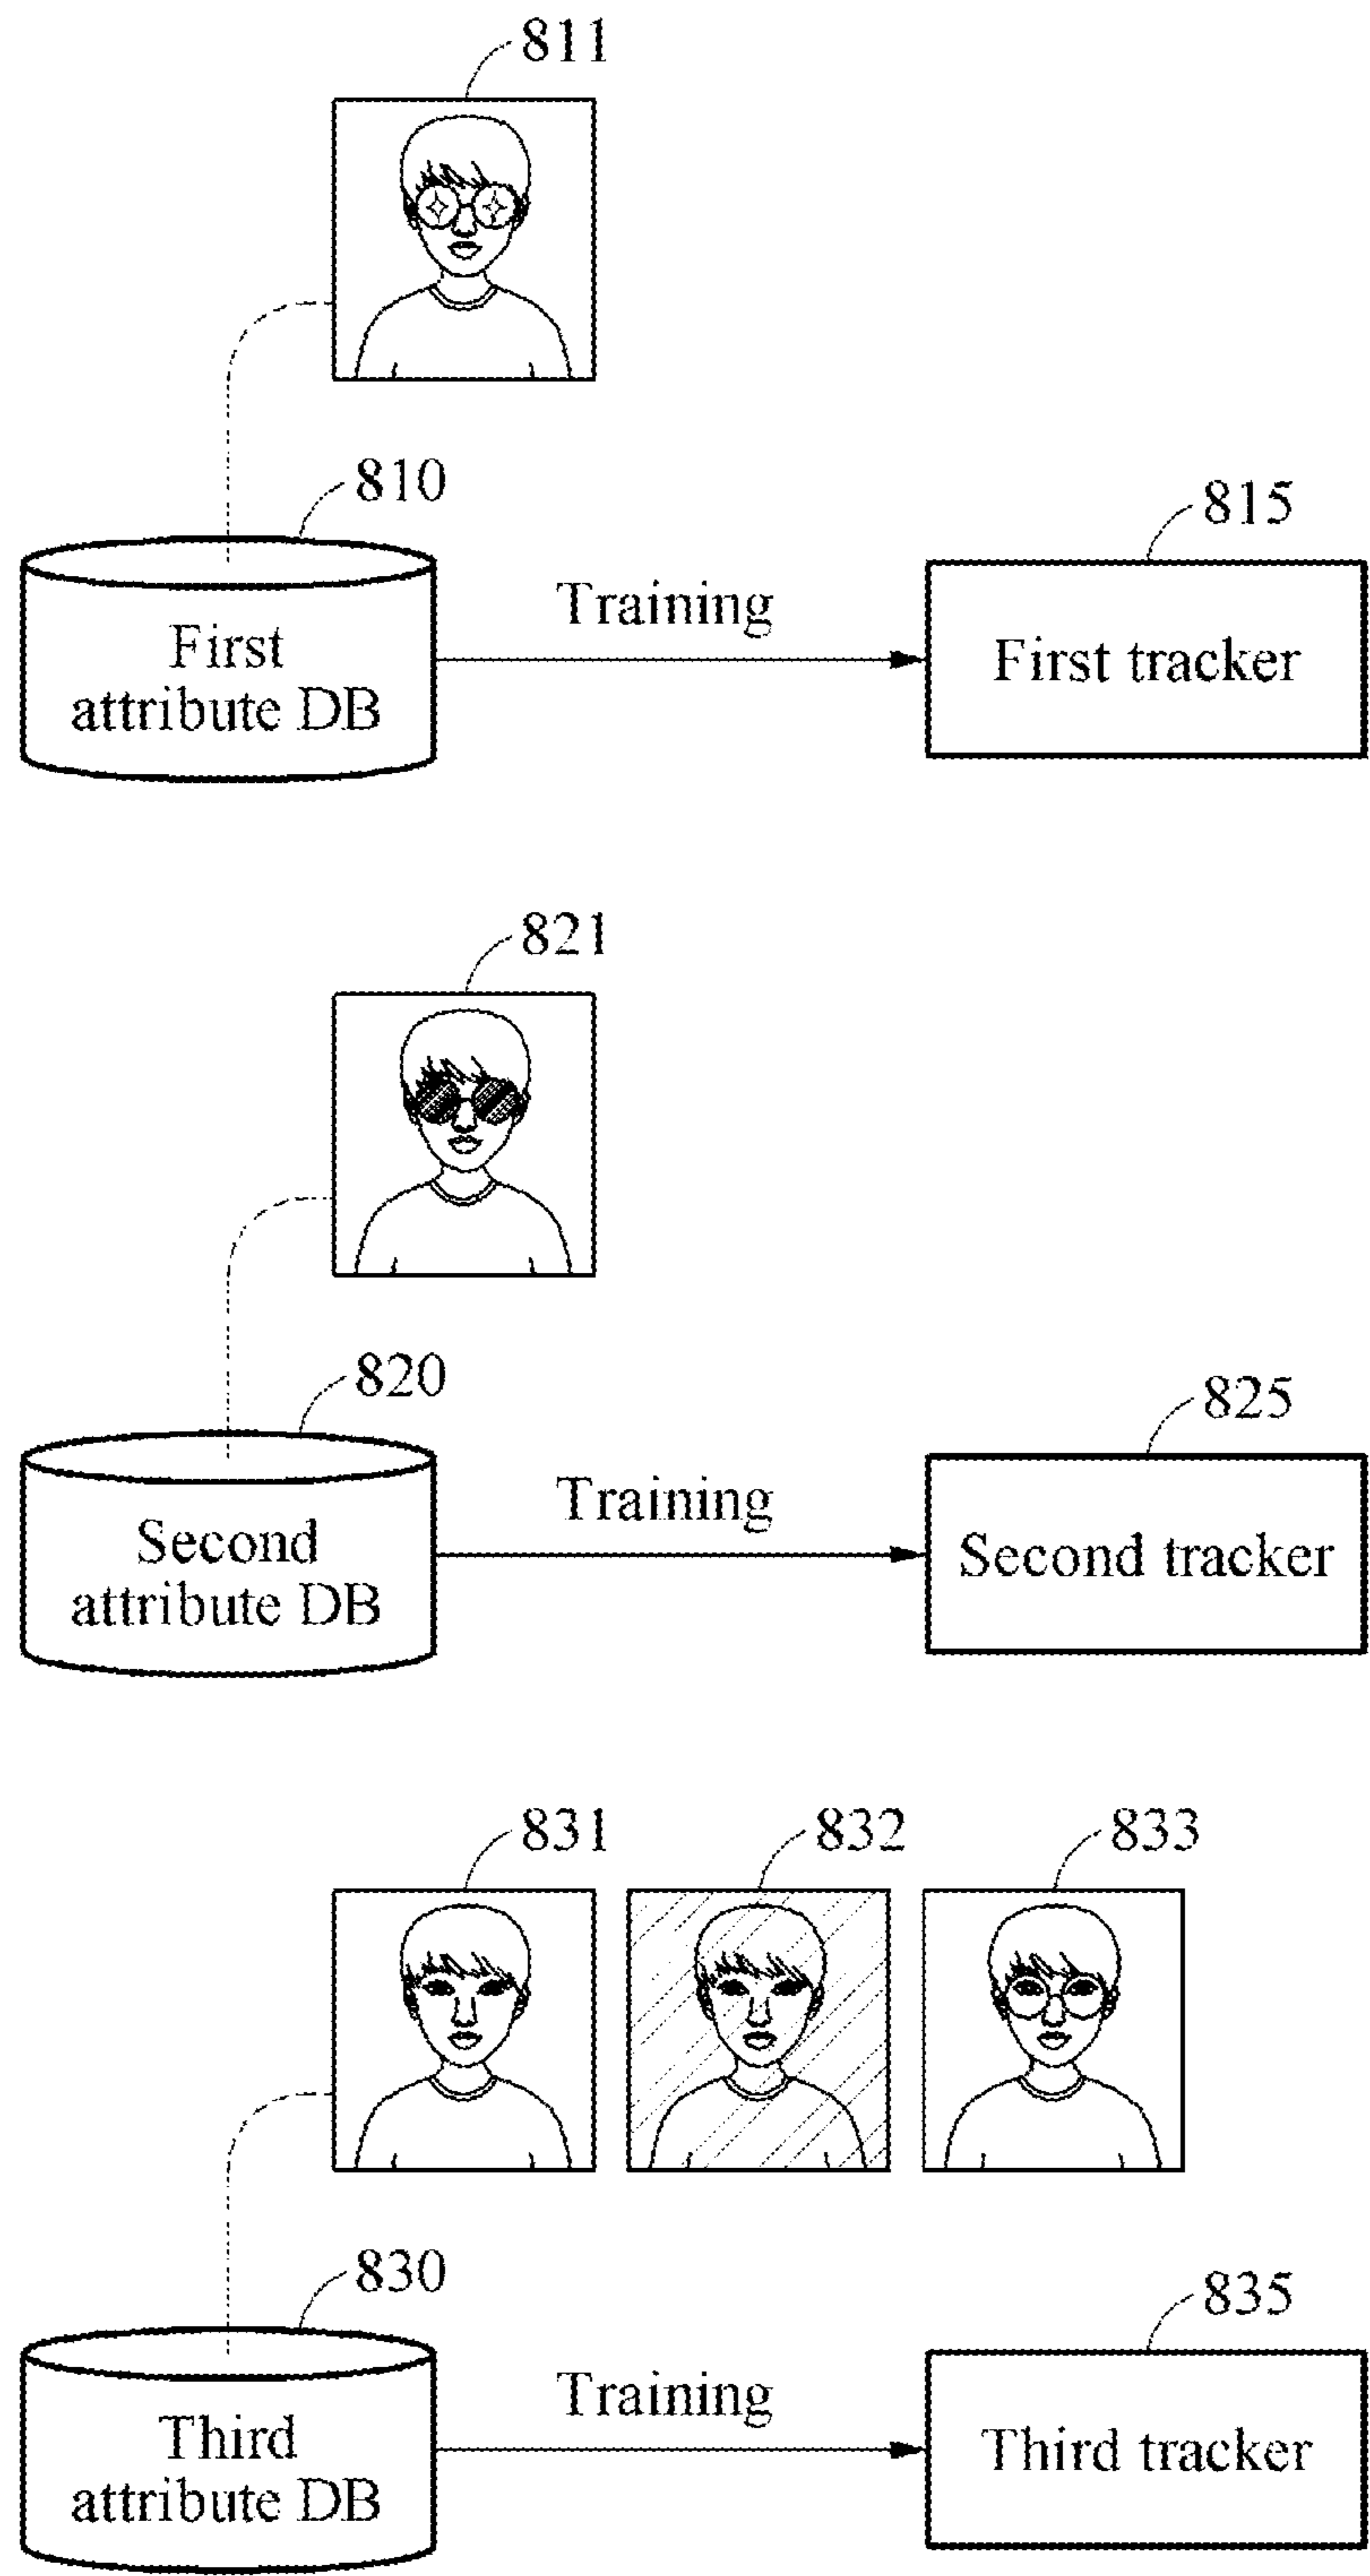 811
810
815
First
attribute DB
Training
First tracker
821
820
825
Second
attribute DB
Training
Second tracker
831
832
833
830
835
Third
attribute DB
Training
Third tracker